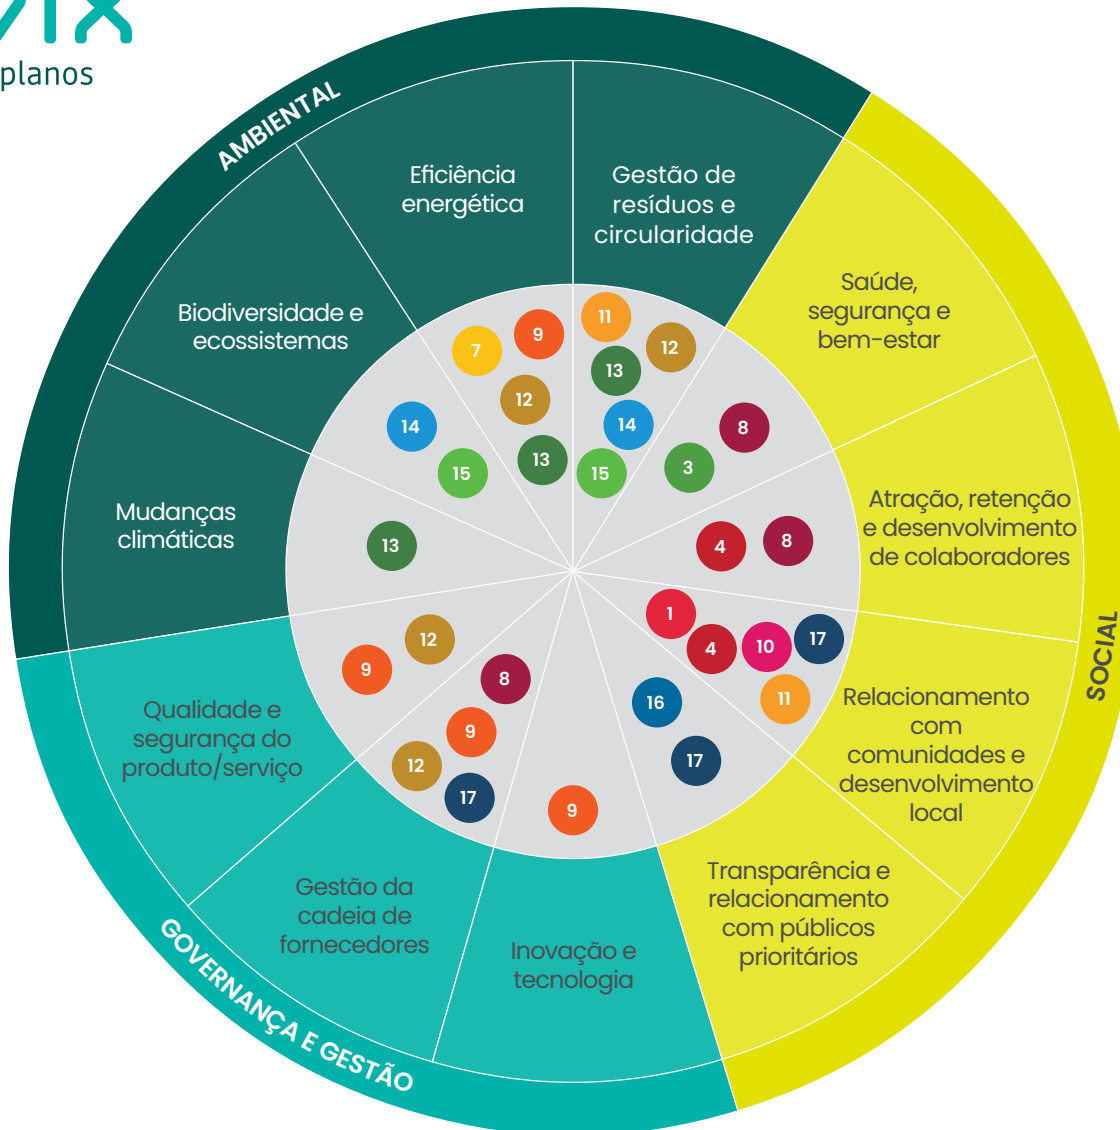 planos
AMBIENTAL
Eficiência
energética
Gestão de
resíduos e
circularidade
Saúde,
segurança e
bem-estar
Biodiversidade e
ecossistemas
Mudanças
climáticas
Atração, retenção
e desenvolvimento
de colaboradores
SOCIAL
Relacionamento
com
comunidades e
desenvolvimento
local
Transparência e
relacionamento
com públicos
prioritários
Inovação e
tecnologia
Gestão da
cadeia de
fornecedores
Qualidade e
segurança do
produto/serviço
GOVERNANÇA E GESTÃO
7
9
12
13
11
12
13
14
15
8
3
4
8
1
4
10
17
11
16
17
9
8
9
12
17
12
9
13
14
15